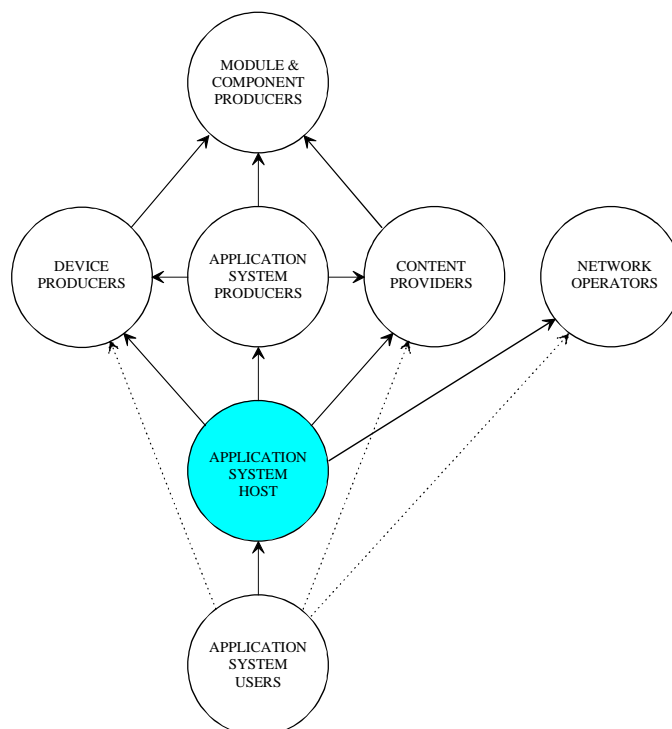 MODULE &
COMPONENT
PRODUCERS
DEVICE
PRODUCERS
APPLICATION
SYSTEM
PRODUCERS
CONTENT
PROVIDERS
NETWORK
OPERATORS
APPLICATION
SYSTEM
HOST
APPLICATION
SYSTEM
USERS